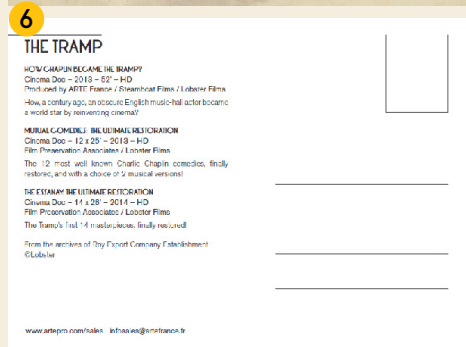 6
THE TRAMP
HOW CHAPLIN BECAME THE TRAMP?
Cinema Doc – 2013 – 52' – HD
Produced by ARTE France / Steamboat Films / Lobster Films
How, a century ago, an obscure English music-hall actor became
a world star by reinventing cinema?
MUTUAL COMEDIES: THE ULTIMATE RESTORATION
Cinema Doc – 12 x 25' – 2013 – HD
Film Preservation Associates / Lobster Films
The 12 most well known Charlie Chaplin comedies, finally
restored, and with a choice of 2 musical versions!
THE ESSANAY THE ULTIMATE RESTORATION
Cinema Doc – 14 x 26' – 2014 – HD
Film Preservation Associates / Lobster Films
The Tramp's first 14 masterpieces, finally restored!
From the archives of Roy Export Company Establishment
©Lobster
www.artepro.com/sales infosales@artefrance.fr